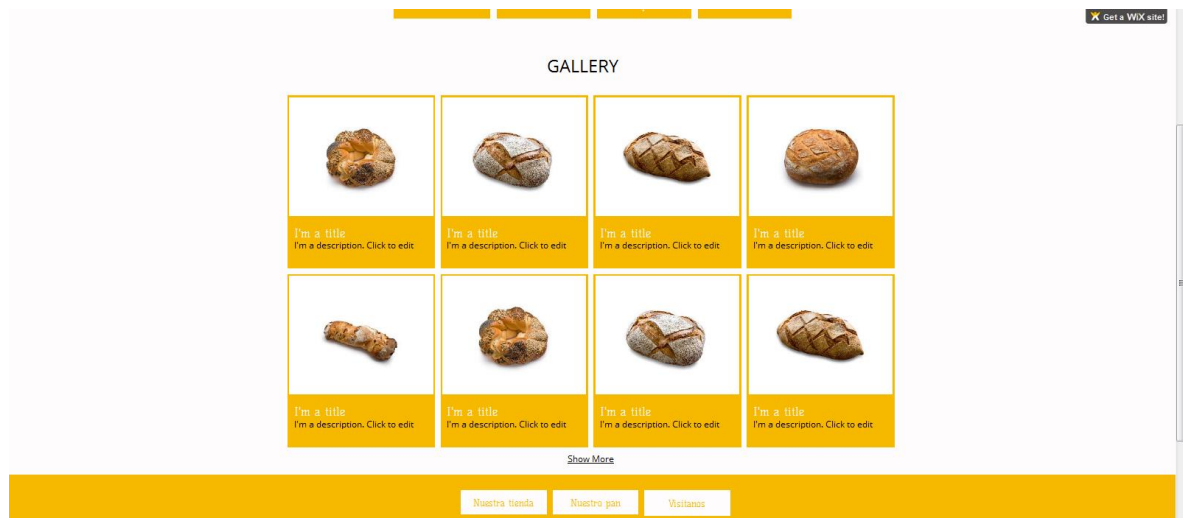 Get a WiX site!
GALLERY
I'm a title
I'm a description. Click to edit
I'm a title
I'm a description. Click to edit
I'm a title
I'm a description. Click to edit
I'm a title
I'm a description. Click to edit
I'm a title
I'm a description. Click to edit
I'm a title
I'm a description. Click to edit
I'm a title
I'm a description. Click to edit
I'm a title
I'm a description. Click to edit
Show More
Nuestra tienda
Nuestro pan
Visitanos